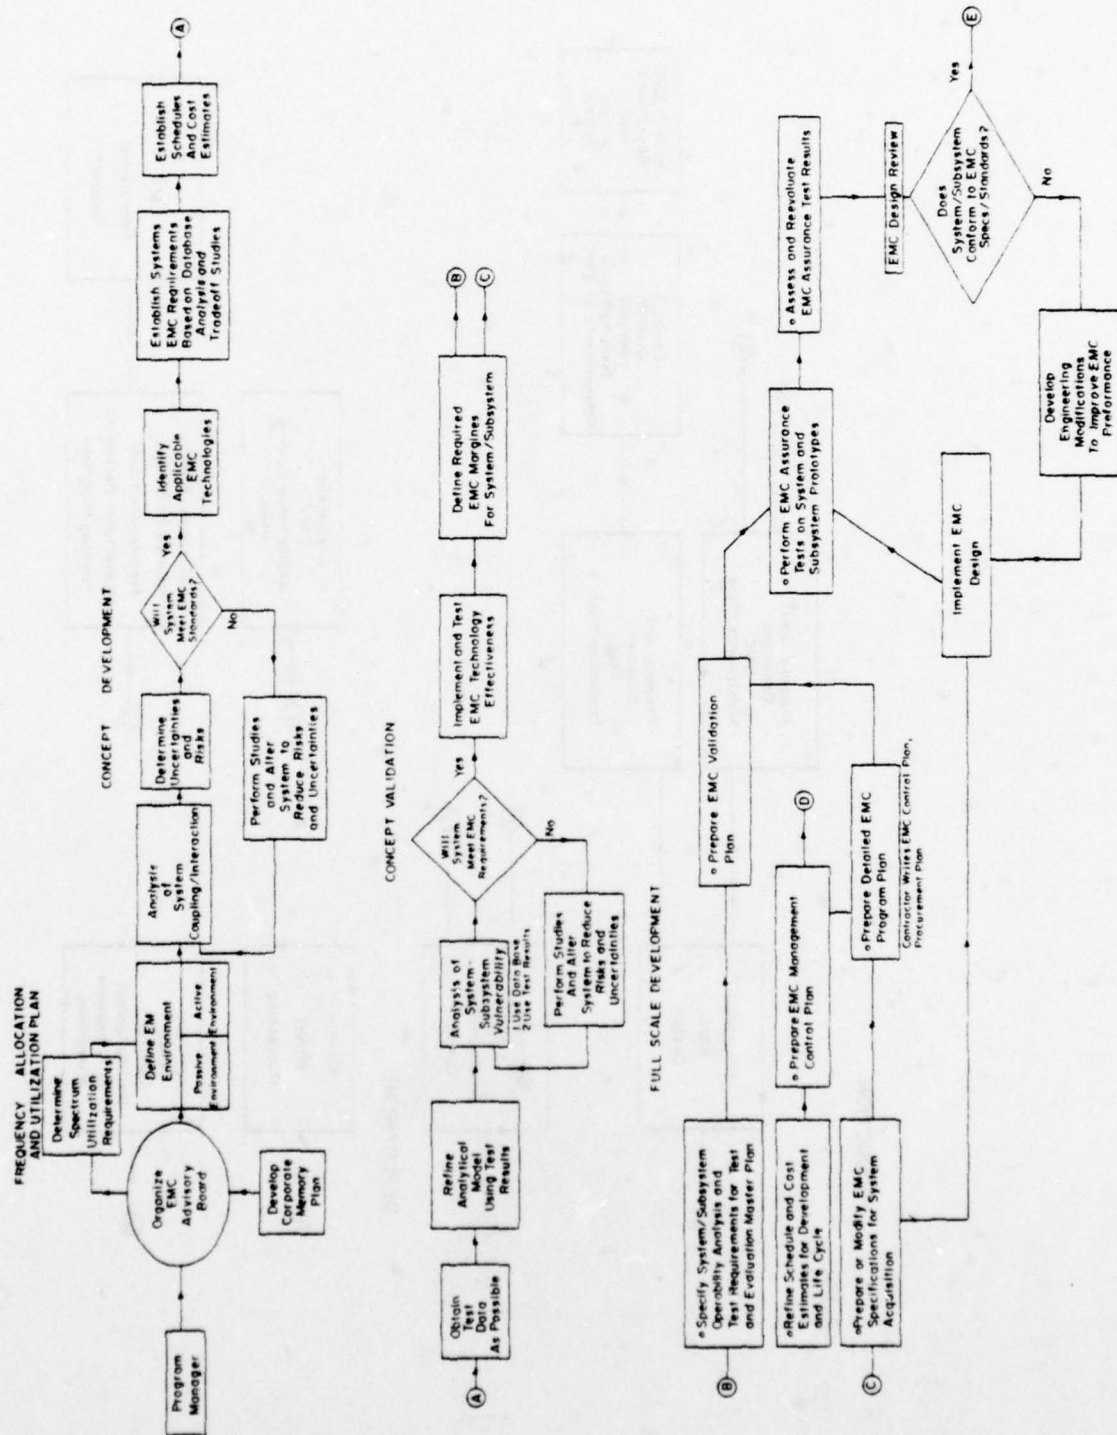 FREQUENCY ALLOCATION
AND UTILIZATION PLAN
Program
Manager
Organize
EMC
Advisory
Board
Develop
Corporate
Memory
Plan
Determine
Spectrum
Utilization
Requirements
Define EM
Environment
Passive
Environment
Active
Environment
CONCEPT DEVELOPMENT
Analysis
of
System
Coupling/Interaction
Determine
Uncertainties
and
Risks
Will
System
Meet EMC
Standards?
Yes
No
Perform Studies
and Alter
System to
Reduce Risks
and Uncertainties
Identify
Applicable
EMC
Technologies
Establish Systems
EMC Requirements
Based on Database
Analysis and
Tradeoff Studies
Establish
Schedules
And Cost
Estimates
A
CONCEPT VALIDATION
A
Obtain
Test
Data
As Possible
Refine
Analytical
Model
Using Test
Results
Analysis of
System-
Subsystem
Vulnerability
1 Use Data Base
2 Use Test Results
Will
System
Meet EMC
Requirements?
Yes
No
Perform Studies
And Alter
System to Reduce
Risks and
Uncertainties
Implement and Test
EMC Technology
Effectiveness
Define Required
EMC Margines
For System/Subsystem
B
C
FULL SCALE DEVELOPMENT
B
o Specify System/Subsystem
Operability Analysis and
Test Requirements for Test
and Evaluation Master Plan
o Refine Schedule and Cost
Estimates for Development
and Life Cycle
C
o Prepare or Modify EMC
Specifications for System
Acquisition
o Prepare EMC Validation
Plan
o Prepare EMC Management
Control Plan
D
o Prepare Detailed EMC
Program Plan
Contractor Writes EMC Control Plan,
Procurement Plan
o Perform EMC Assurance
Tests on System and
Subsystem Prototypes
Implement EMC
Design
o Assess and Reevaluate
EMC Assurance Test Results
EMC Design Review
Does
System/Subsystem
Conform to EMC
Specs/Standards?
Yes
E
No
Develop
Engineering
Modifications
To Improve EMC
Preformance